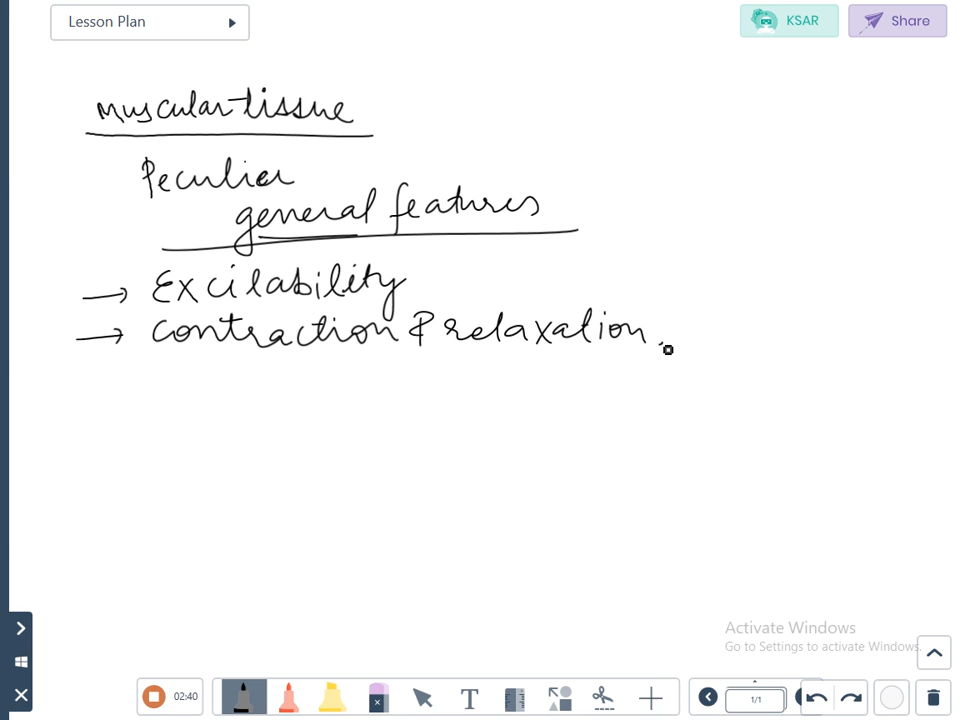 Lesson Plan
KSAR
Share
Muscular tissue
Peculier
general features
→ Excitability
→ Contraction & relaxation.
Activate Windows
Go to Settings to activate Windows.
02:40
T
1/1